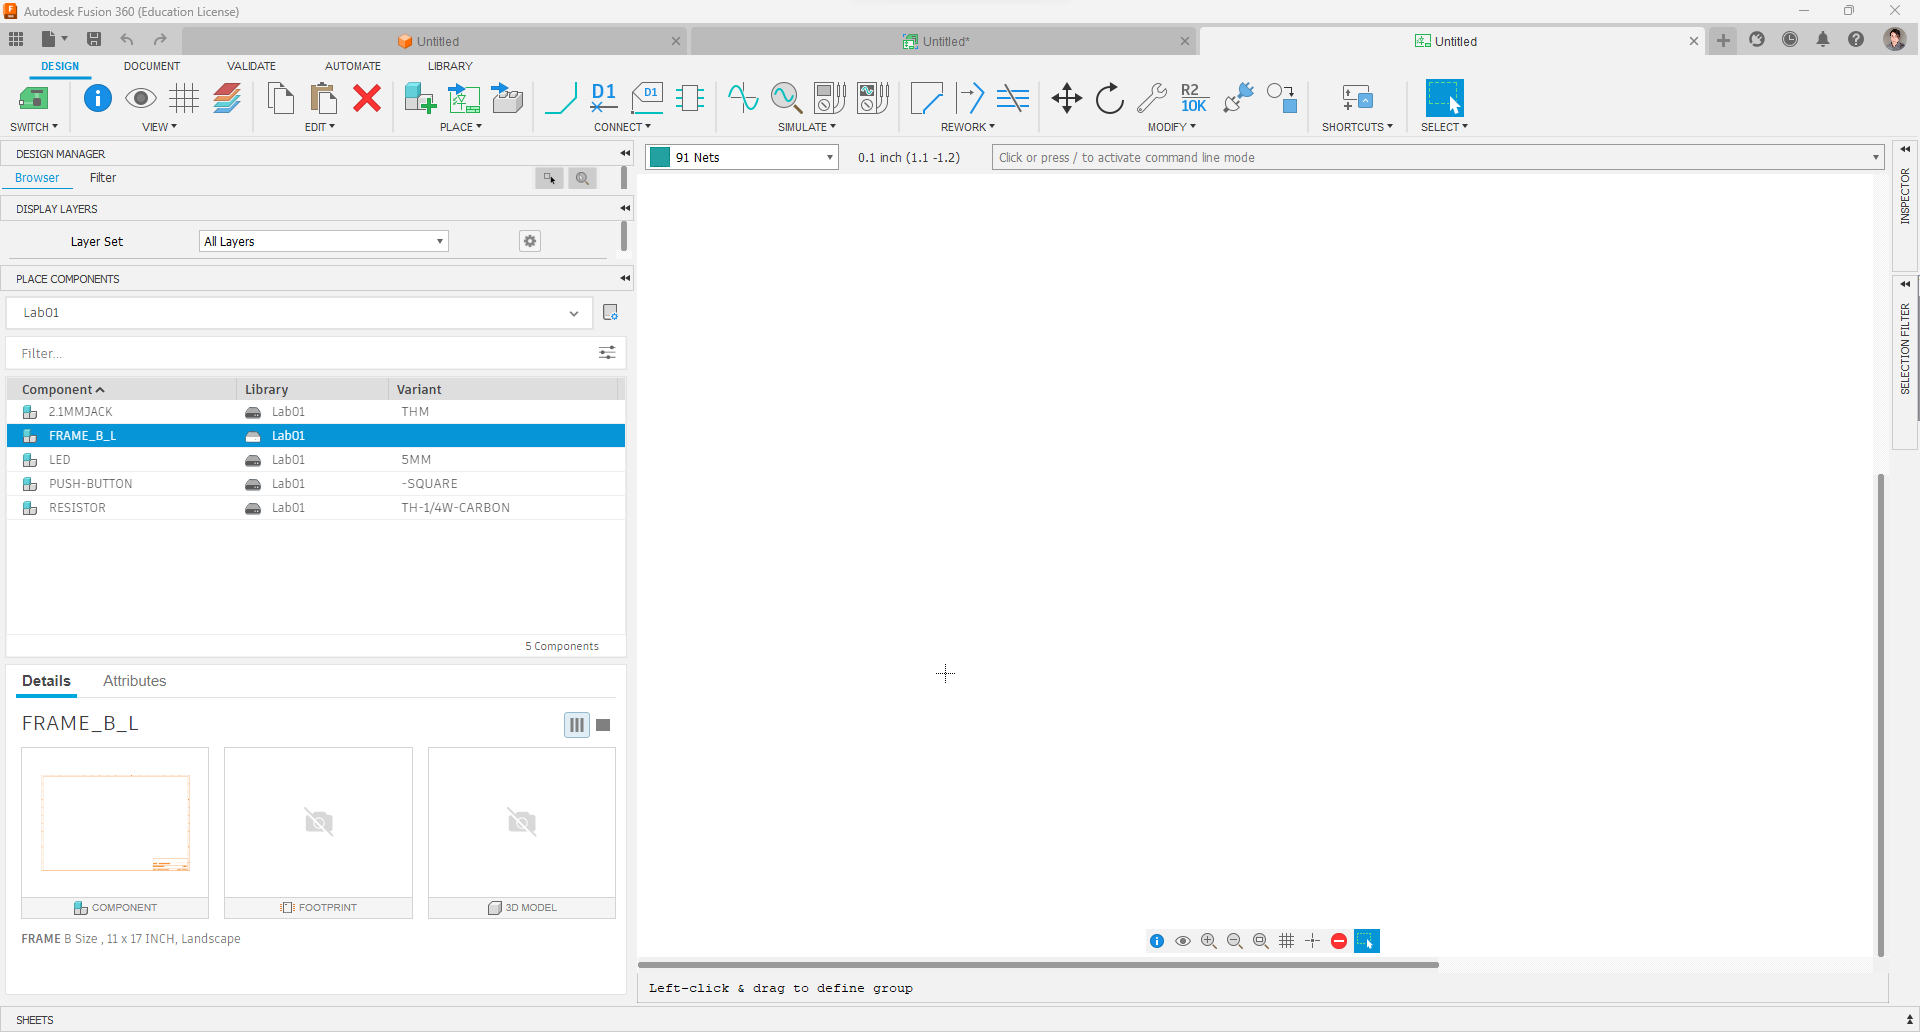 Autodesk Fusion 360 (Education License)
Untitled
Untitled*
Untitled
DESIGN
DOCUMENT
VALIDATE
AUTOMATE
LIBRARY
D1
D1
R2
10K
SWITCH
VIEW
EDIT
PLACE
CONNECT
SIMULATE
REWORK
MODIFY
SHORTCUTS
SELECT
DESIGN MANAGER
Browser
Filter
91 Nets
0.1 inch (1.1 -1.2)
Click or press / to activate command line mode
DISPLAY LAYERS
Layer Set
All Layers
INSPECTOR
SELECTION FILTER
PLACE COMPONENTS
Lab01
Filter...
Component Library Variant
2.1MMJACK Lab01 THM
FRAME_B_L Lab01
LED Lab01 5MM
PUSH-BUTTON Lab01 -SQUARE
RESISTOR Lab01 TH-1/4W-CARBON
5 Components
Details
Attributes
FRAME_B_L
COMPONENT
FOOTPRINT
3D MODEL
FRAME B Size , 11 x 17 INCH, Landscape
Left-click & drag to define group
SHEETS